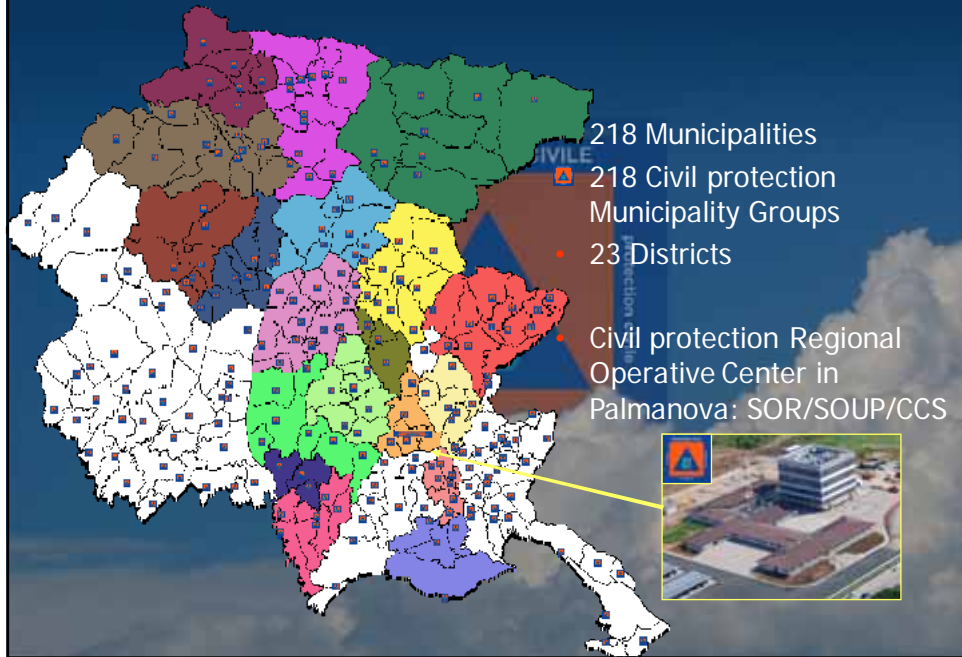 218 Municipalities
CIVILE
218 Civil protection
Municipality Groups
23 Districts
Civil protection Regional
Operative Center in
Palmanova: SOR/SOUP/CCS